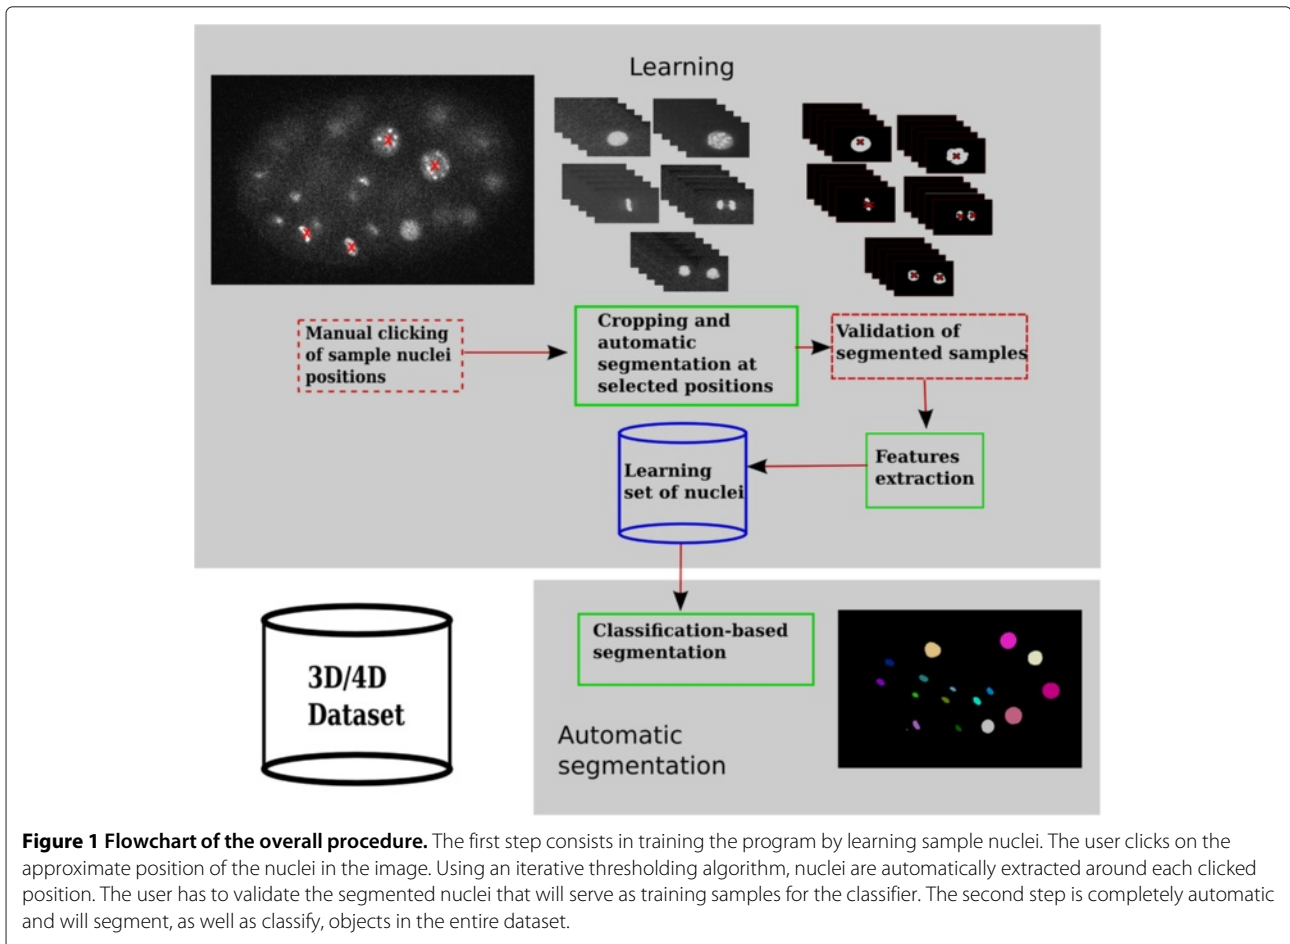 Learning
Manual clicking
of sample nuclei
positions
Cropping and
automatic
segmentation at
selected positions
Validation of
segmented samples
Features
extraction
Learning
set of nuclei
3D/4D
Dataset
Classification-based
segmentation
Automatic
segmentation
Figure 1 Flowchart of the overall procedure. The first step consists in training the program by learning sample nuclei. The user clicks on the
approximate position of the nuclei in the image. Using an iterative thresholding algorithm, nuclei are automatically extracted around each clicked
position. The user has to validate the segmented nuclei that will serve as training samples for the classifier. The second step is completely automatic
and will segment, as well as classify, objects in the entire dataset.